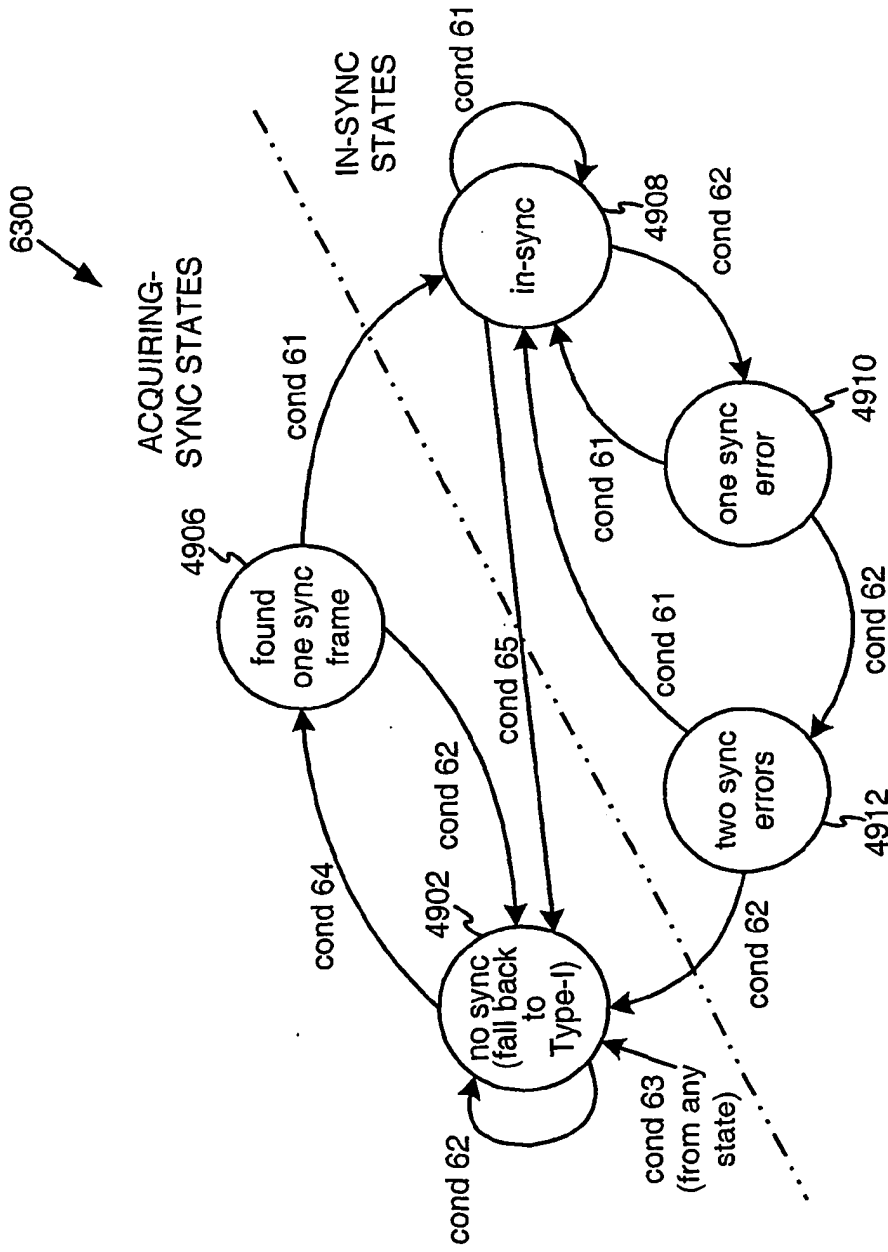 6300
ACQUIRING-
SYNC STATES
IN-SYNC
STATES
4906
found
one sync
frame
cond 61
cond 61
in-sync
4908
cond 62
cond 64
cond 62
cond 65
4902
no sync
(fall back
to
Type-I)
cond 62
cond 63
(from any
state)
cond 61
cond 61
4910
one sync
error
cond 62
two sync
errors
4912
cond 62